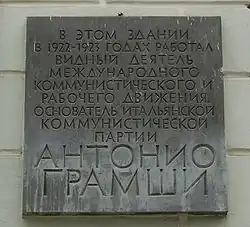 В ЭТОМ ЗДАНИИ
В 1922-1923 ГОДАХ РАБОТАЛ
ВИДНЫЙ ДЕЯТЕЛЬ
МЕЖДУНАРОДНОГО
КОММУНИСТИЧЕСКОГО И
РАБОЧЕГО ДВИЖЕНИЯ,
ОСНОВАТЕЛЬ ИТАЛЬЯНСКОЙ
КОММУНИСТИЧЕСКОЙ
ПАРТИИ
АНТОНИО
ГРАМШИ